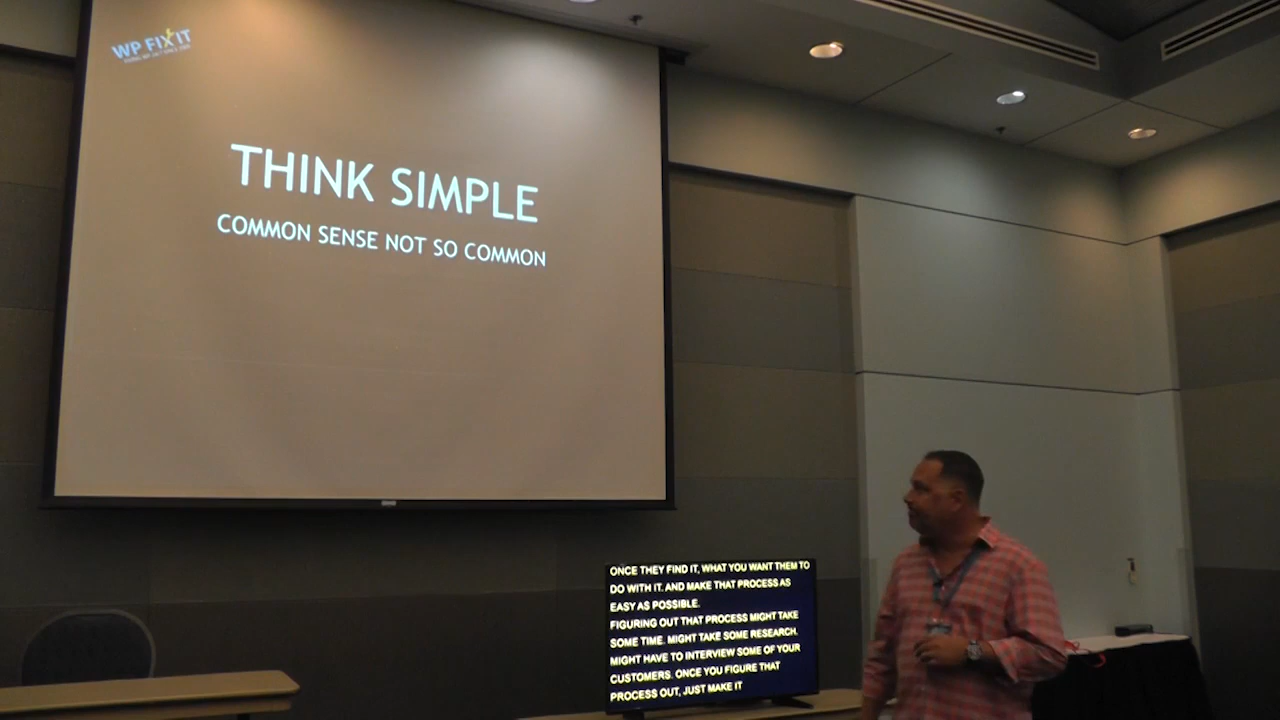 WP FIX IT
THINK SIMPLE
COMMON SENSE NOT SO COMMON
ONCE THEY FIND IT, WHAT YOU WANT THEM TO
DO WITH IT. AND MAKE THAT PROCESS AS
EASY AS POSSIBLE.
FIGURING OUT THAT PROCESS MIGHT TAKE
SOME TIME. MIGHT TAKE SOME RESEARCH.
MIGHT HAVE TO INTERVIEW SOME OF YOUR
CUSTOMERS. ONCE YOU FIGURE THAT
PROCESS OUT, JUST MAKE IT